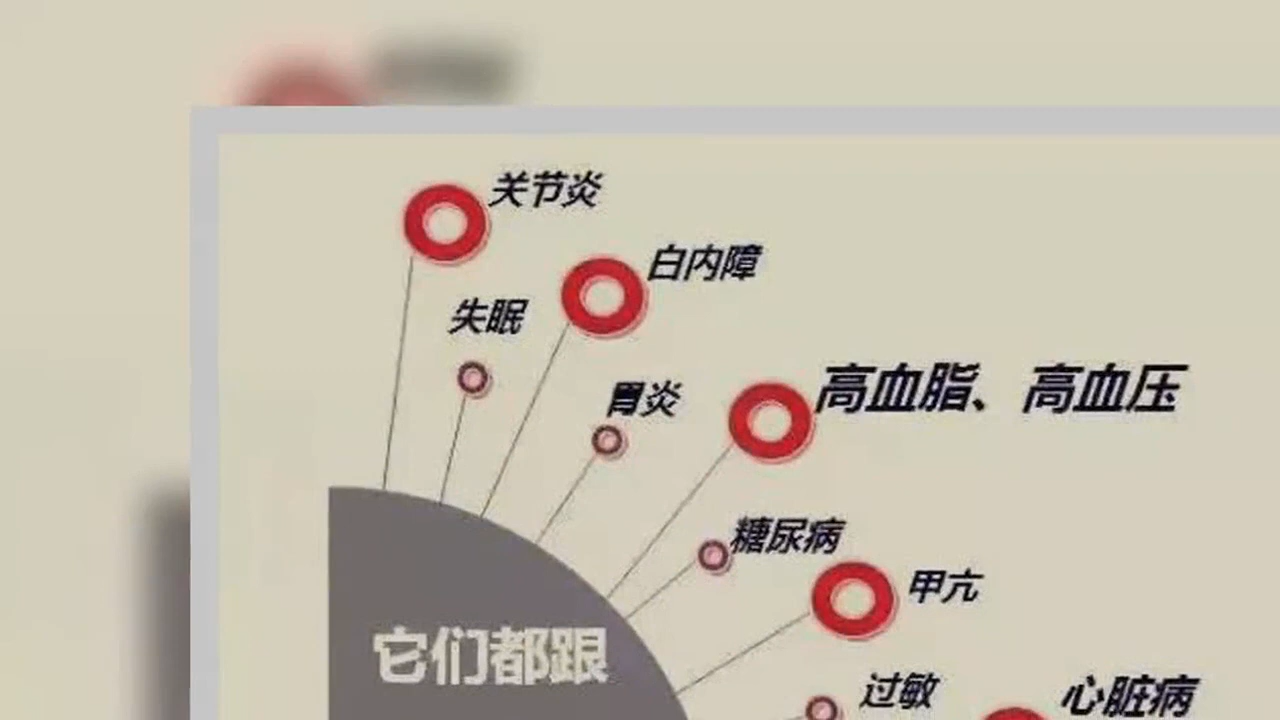 关节炎
白内障
失眠
高血脂、高血压
胃炎
糖尿病
甲亢
它们都跟
过敏
心脏病